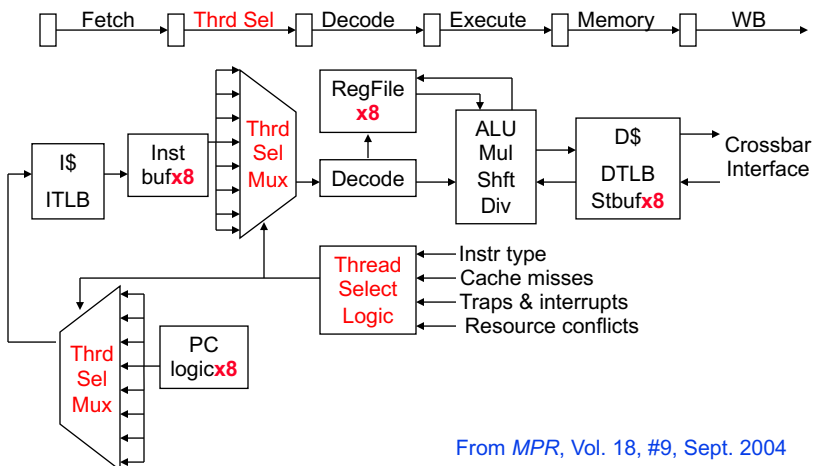 Fetch
Thrd Sel
Decode
Execute
Memory
WB
I$
ITLB
Inst
bufx8
Thrd
Sel
Mux
RegFile
x8
Decode
ALU
Mul
Shft
Div
D$
DTLB
Stbufx8
Crossbar
Interface
Thread
Select
Logic
Instr type
Cache misses
Traps & interrupts
Resource conflicts
Thrd
Sel
Mux
PC
logicx8
From MPR, Vol. 18, #9, Sept. 2004